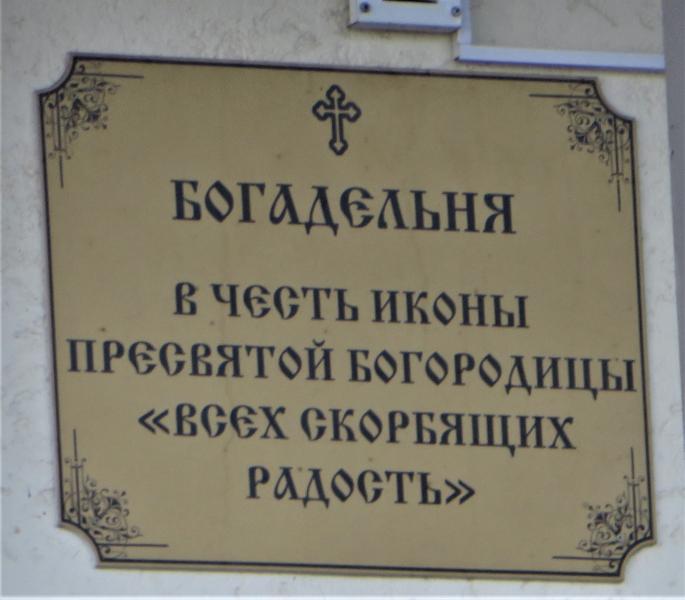 БОГАДЕЛЬНЯ
В ЧЕСТЬ ИКОНЫ
ПРЕСВЯТОЙ БОГОРОДИЦЫ
«ВСЕХ СКОРБЯЩИХ
РАДОСТЬ»